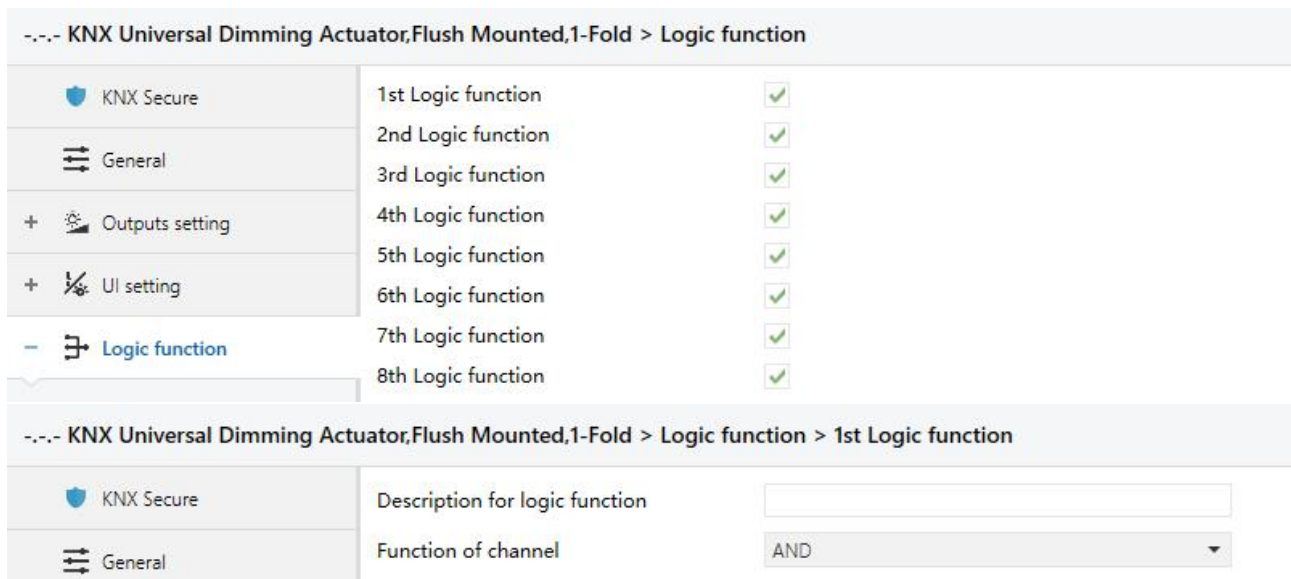 -.-.- KNX Universal Dimming Actuator,Flush Mounted,1-Fold > Logic function
KNX Secure
General
+ Outputs setting
+ UI setting
− Logic function
1st Logic function
2nd Logic function
3rd Logic function
4th Logic function
5th Logic function
6th Logic function
7th Logic function
8th Logic function
-.-.- KNX Universal Dimming Actuator,Flush Mounted,1-Fold > Logic function > 1st Logic function
KNX Secure
General
Description for logic function
Function of channel AND